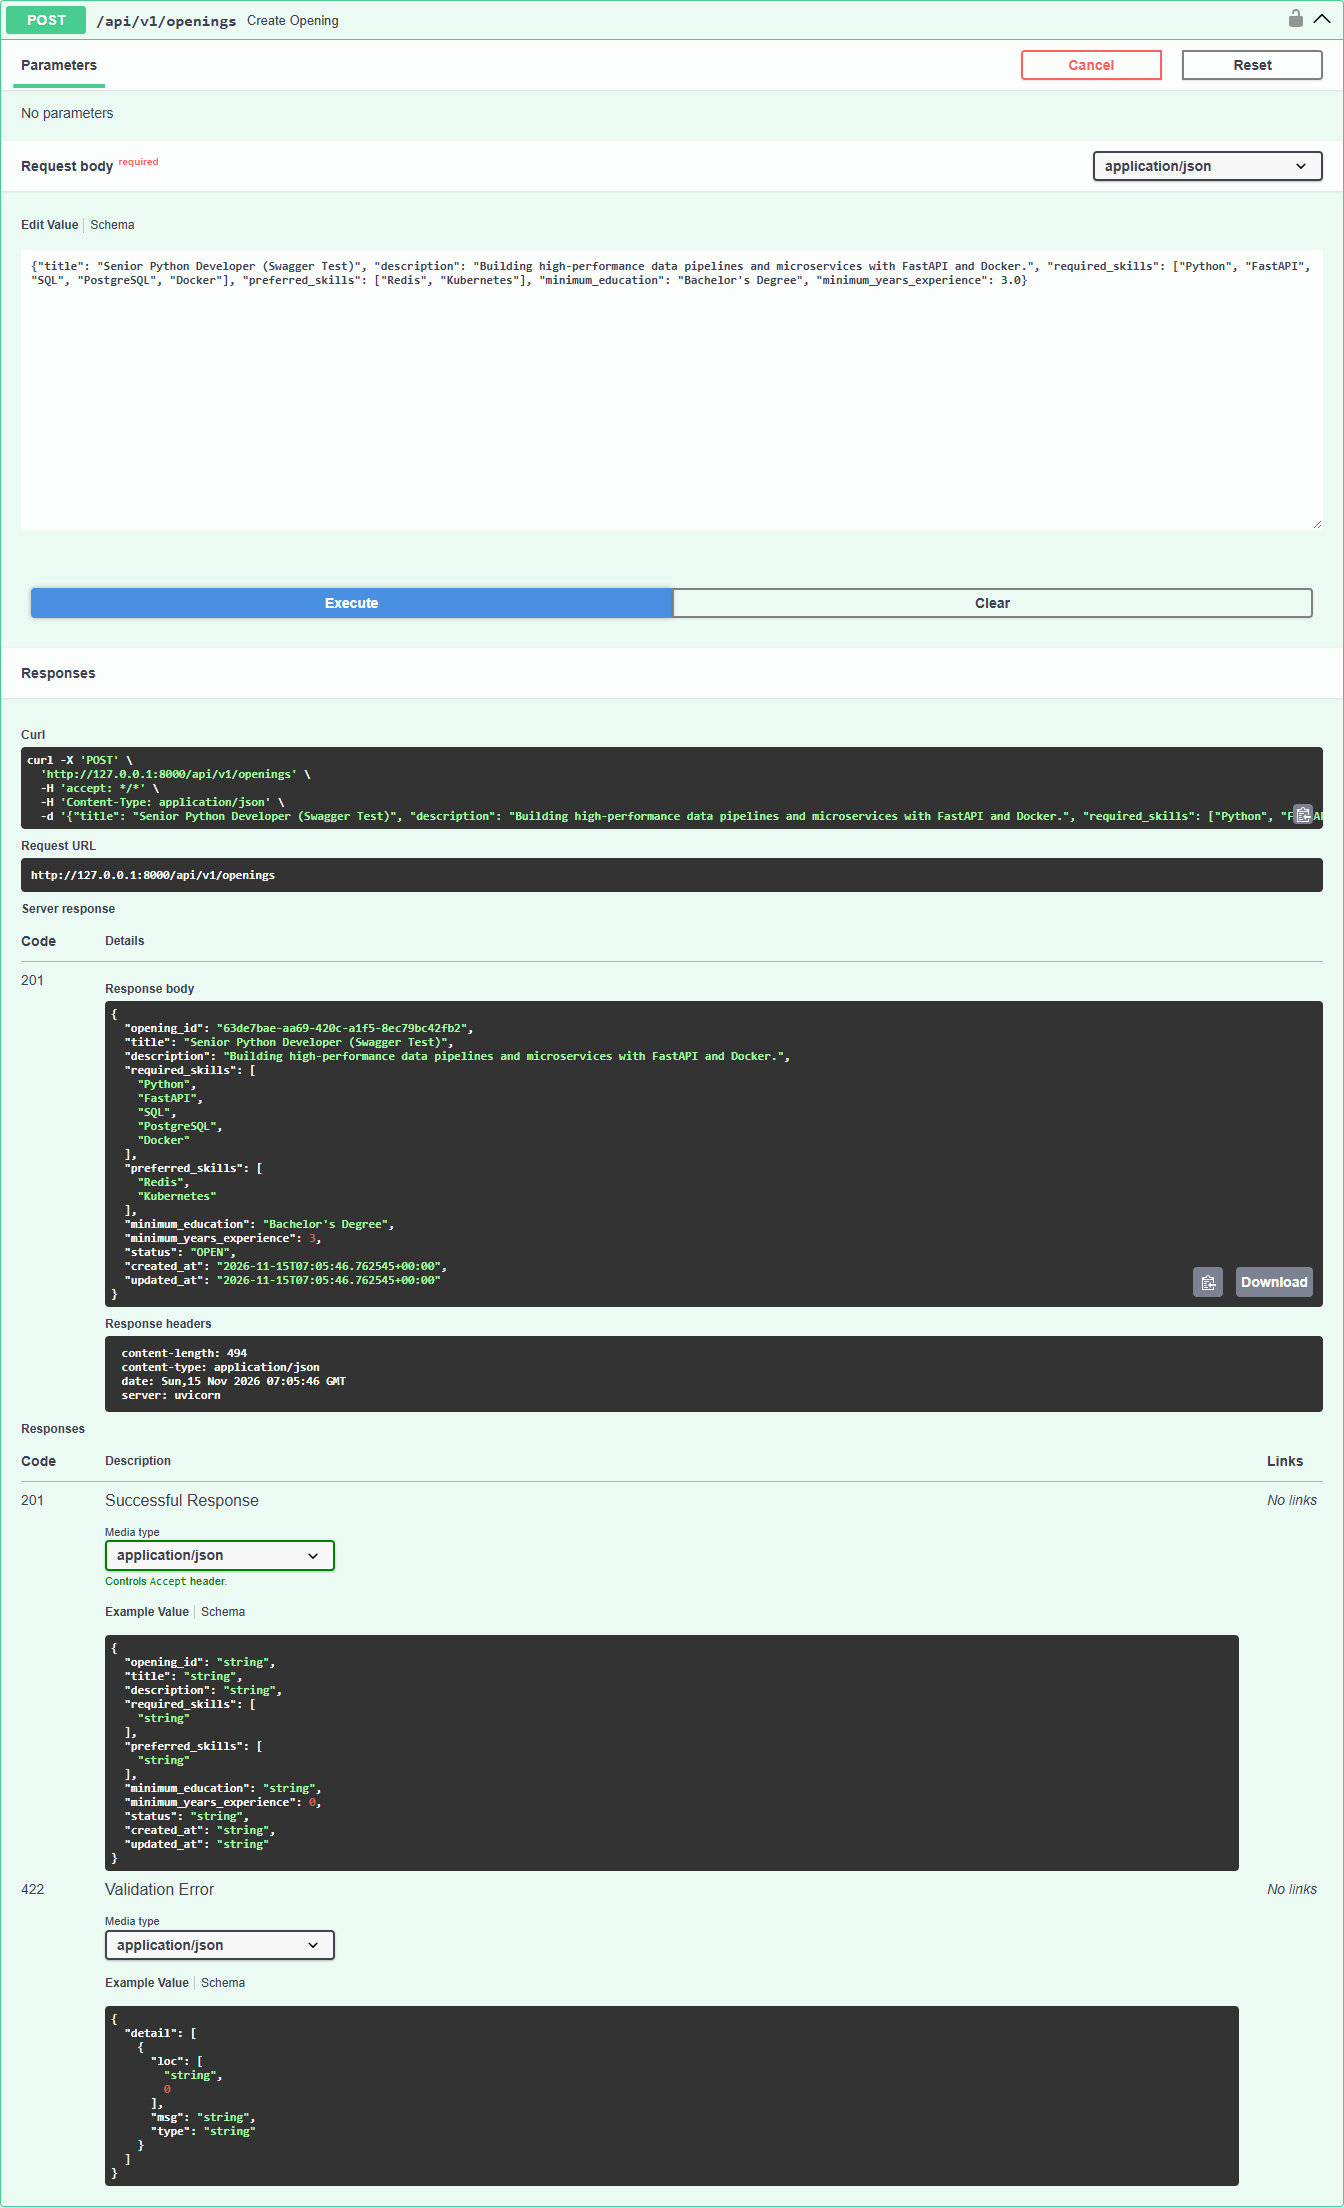 POST /api/v1/openings Create Opening
Parameters Cancel Reset
No parameters
Request body required application/json
Edit Value Schema
{"title": "Senior Python Developer (Swagger Test)", "description": "Building high-performance data pipelines and microservices with FastAPI and Docker.", "required_skills": ["Python", "FastAPI",
"SQL", "PostgreSQL", "Docker"], "preferred_skills": ["Redis", "Kubernetes"], "minimum_education": "Bachelor's Degree", "minimum_years_experience": 3.0}
Execute Clear
Responses
Curl
curl -X 'POST' \
'http://127.0.0.1:8000/api/v1/openings' \
-H 'accept: */*' \
-H 'Content-Type: application/json' \
-d '{"title": "Senior Python Developer (Swagger Test)", "description": "Building high-performance data pipelines and microservices with FastAPI and Docker.", "required_skills": ["Python",
Request URL
http://127.0.0.1:8000/api/v1/openings
Server response
Code Details
201
Response body
{
"opening_id": "63de7bae-aa69-420c-a1f5-8ec79bc42fb2",
"title": "Senior Python Developer (Swagger Test)",
"description": "Building high-performance data pipelines and microservices with FastAPI and Docker.",
"required_skills": [
"Python",
"FastAPI",
"SQL",
"PostgreSQL",
"Docker"
],
"preferred_skills": [
"Redis",
"Kubernetes"
],
"minimum_education": "Bachelor's Degree",
"minimum_years_experience": 3,
"status": "OPEN",
"created_at": "2026-11-15T07:05:46.762545+00:00",
"updated_at": "2026-11-15T07:05:46.762545+00:00"
}
Download
Response headers
content-length: 494
content-type: application/json
date: Sun,15 Nov 2026 07:05:46 GMT
server: uvicorn
Responses
Code Description Links
201 Successful Response No links
Media type
application/json
Controls Accept header.
Example Value Schema
{
"opening_id": "string",
"title": "string",
"description": "string",
"required_skills": [
"string"
],
"preferred_skills": [
"string"
],
"minimum_education": "string",
"minimum_years_experience": 0,
"status": "string",
"created_at": "string",
"updated_at": "string"
}
422 Validation Error No links
Media type
application/json
Example Value Schema
{
"detail": [
{
"loc": [
"string",
0
],
"msg": "string",
"type": "string"
}
]
}